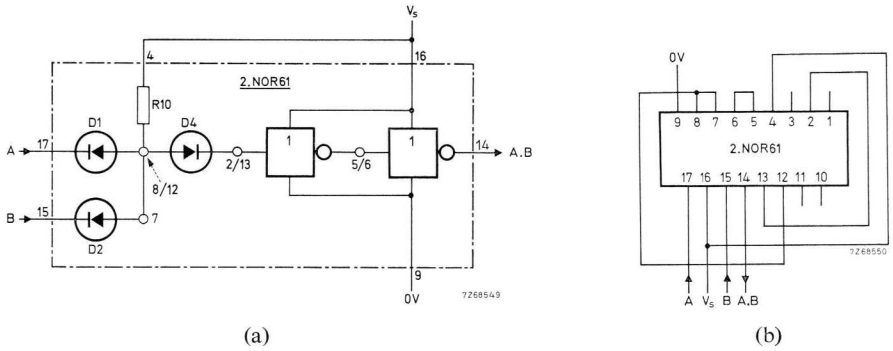 Vs
4
16
2.NOR61
R10
D1
D4
1
1
A
17
2/13
5/6
14
A.B
8/12
B
15
7
D2
9
0V
7Z68549
(a)
0V
9 8 7 6 5 4 3 2 1
2.NOR61
17 16 15 14 13 12 11 10
7Z68550
A Vs B A.B
(b)